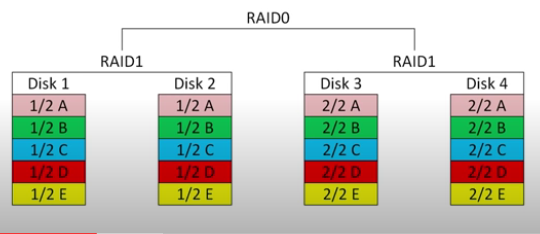 RAID0
RAID1 RAID1
Disk 1 Disk 2 Disk 3 Disk 4
1/2 A 1/2 A 2/2 A 2/2 A
1/2 B 1/2 B 2/2 B 2/2 B
1/2 C 1/2 C 2/2 C 2/2 C
1/2 D 1/2 D 2/2 D 2/2 D
1/2 E 1/2 E 2/2 E 2/2 E